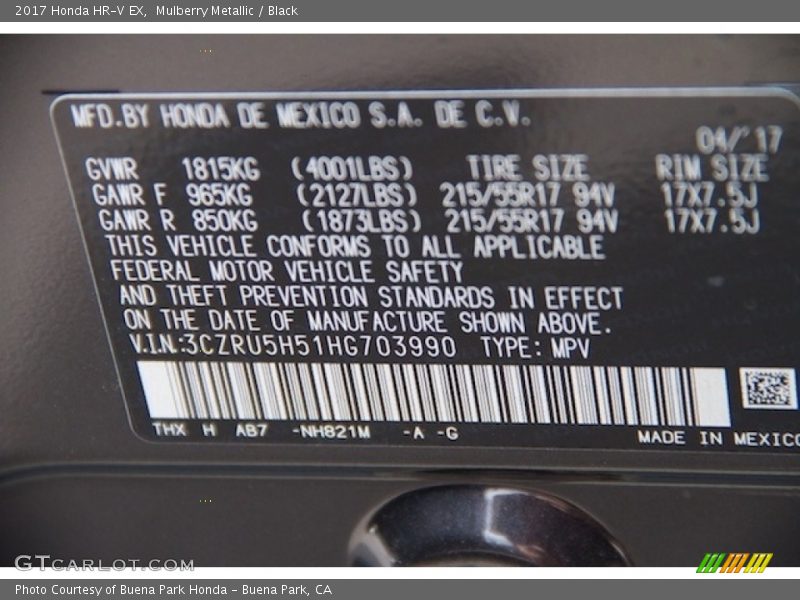 2017 Honda HR-V EX, Mulberry Metallic / Black
MFD.BY HONDA DE MEXICO S.A. DE C.V.
04/'17
GVWR 1815KG (4001LBS) TIRE SIZE RIM SIZE
GAWR F 965KG (2127LBS) 215/55R17 94V 17X7.5J
GAWR R 850KG (1873LBS) 215/55R17 94V 17X7.5J
THIS VEHICLE CONFORMS TO ALL APPLICABLE
FEDERAL MOTOR VEHICLE SAFETY
AND THEFT PREVENTION STANDARDS IN EFFECT
ON THE DATE OF MANUFACTURE SHOWN ABOVE.
V.I.N:3CZRU5H51HG703990 TYPE: MPV
THX H AB7 -NH821M -A -G
MADE IN MEXICO
GTCARLOT.COM
Photo Courtesy of Buena Park Honda - Buena Park, CA